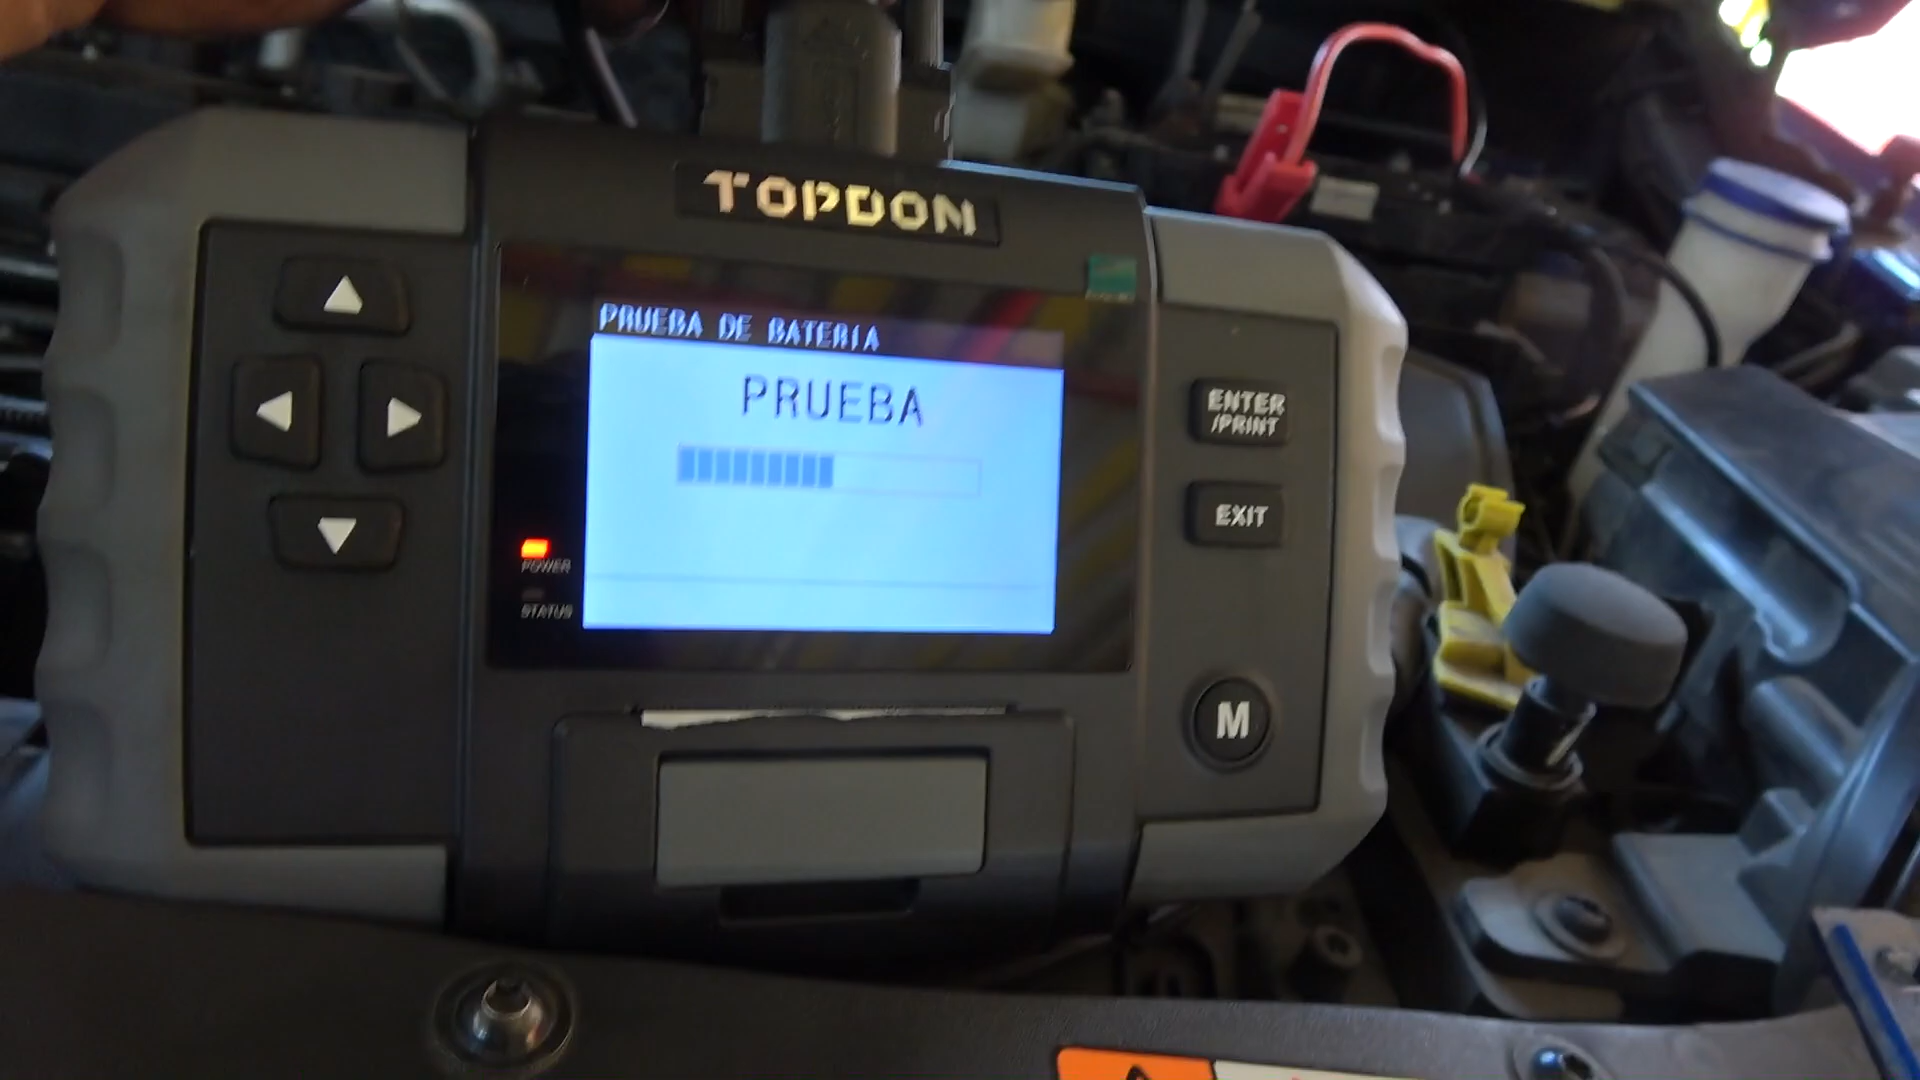 TOPDON
PRUEBA DE BATERIA
PRUEBA
ENTER
/PRINT
EXIT
POWER
STATUS
M